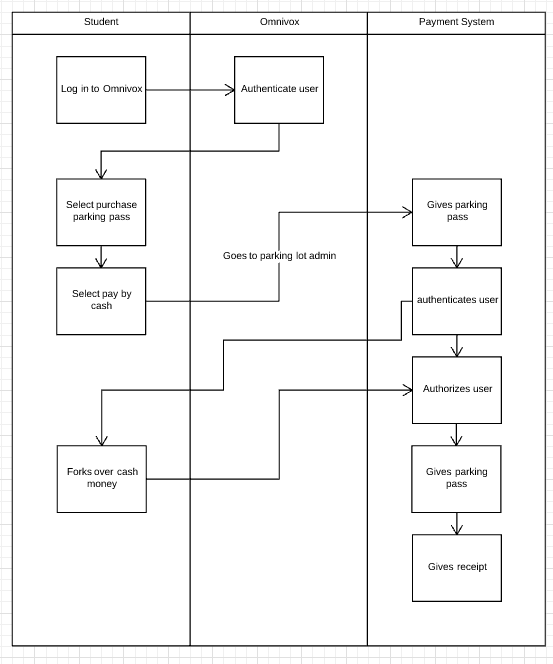 Student
Omnivox
Payment System
Log in to Omnivox
Authenticate user
Select purchase
parking pass
Gives parking
pass
Goes to parking lot admin
Select pay by
cash
authenticates user
Authorizes user
Forks over cash
money
Gives parking
pass
Gives receipt